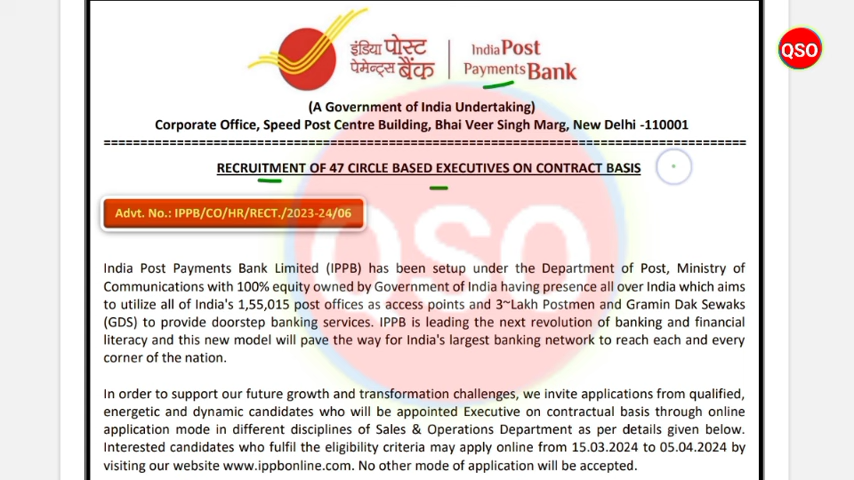 इंडिया पोस्ट
पेमेन्ट्स बैंक
India Post
Payments Bank
QSO
(A Government of India Undertaking)
Corporate Office, Speed Post Centre Building, Bhai Veer Singh Marg, New Delhi -110001
RECRUITMENT OF 47 CIRCLE BASED EXECUTIVES ON CONTRACT BASIS
Advt. No.: IPPB/CO/HR/RECT./2023-24/06
QSO
India Post Payments Bank Limited (IPPB) has been setup under the Department of Post, Ministry of
Communications with 100% equity owned by Government of India having presence all over India which aims
to utilize all of India's 1,55,015 post offices as access points and 3~Lakh Postmen and Gramin Dak Sewaks
(GDS) to provide doorstep banking services. IPPB is leading the next revolution of banking and financial
literacy and this new model will pave the way for India's largest banking network to reach each and every
corner of the nation.
In order to support our future growth and transformation challenges, we invite applications from qualified,
energetic and dynamic candidates who will be appointed Executive on contractual basis through online
application mode in different disciplines of Sales & Operations Department as per details given below.
Interested candidates who fulfil the eligibility criteria may apply online from 15.03.2024 to 05.04.2024 by
visiting our website www.ippbonline.com. No other mode of application will be accepted.